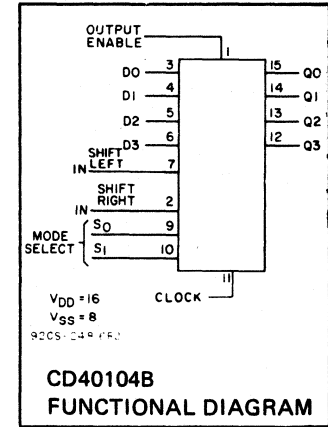 OUTPUT
ENABLE
1
D0 3 15 Q0
D1 4 14 Q1
D2 5 13 Q2
D3 6 12 Q3
SHIFT
LEFT
IN 7
SHIFT
RIGHT
IN 2
MODE
SELECT
S0 9
S1 10
11
CLOCK
VDD = 16
VSS = 8
CD40104B
FUNCTIONAL DIAGRAM